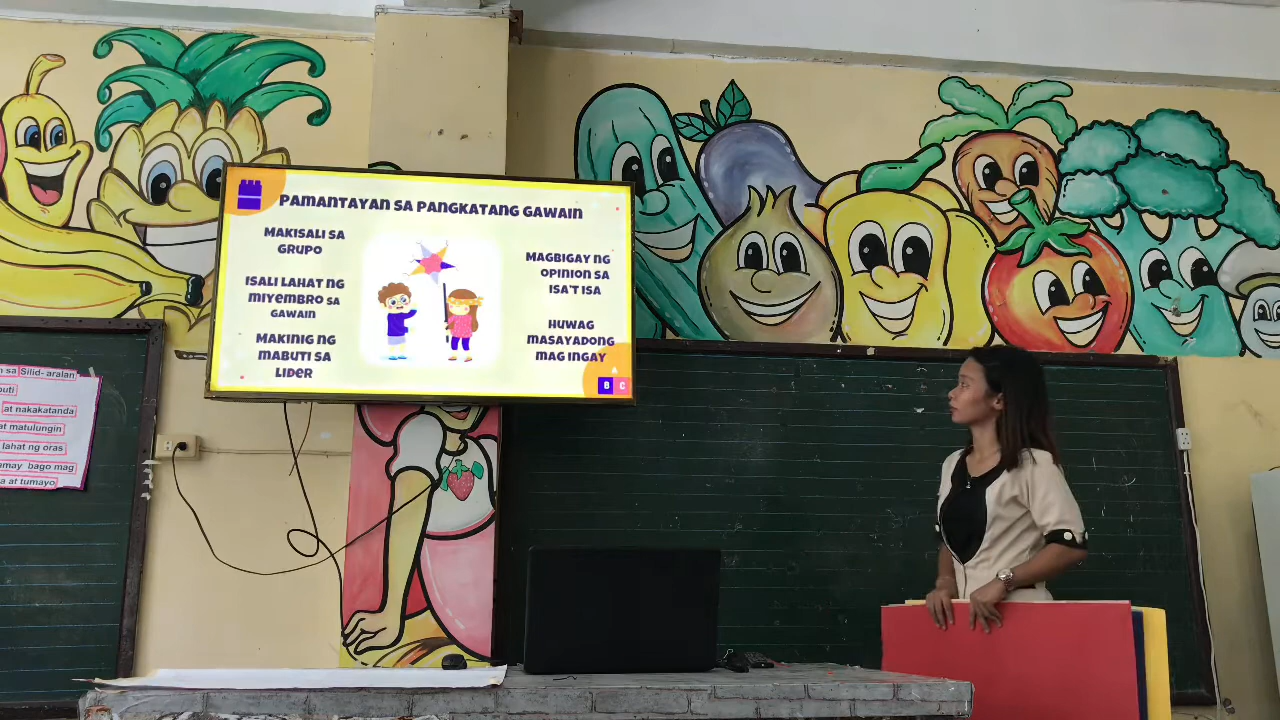 PAMANTAYAN SA PANGKATANG GAWAIN
MAKISALI SA
GRUPO
ISALI LAHAT NG
MIYEMBRO SA
GAWAIN
MAKINIG NG
MABUTI SA
LIDER
MAGBIGAY NG
OPINION SA
ISA'T ISA
HUWAG
MASAYADONG
MAG INGAY
A
B C
sa Silid- aralan
at nakakatanda
at matulungin
lahat ng oras
bago mag
at tumayo